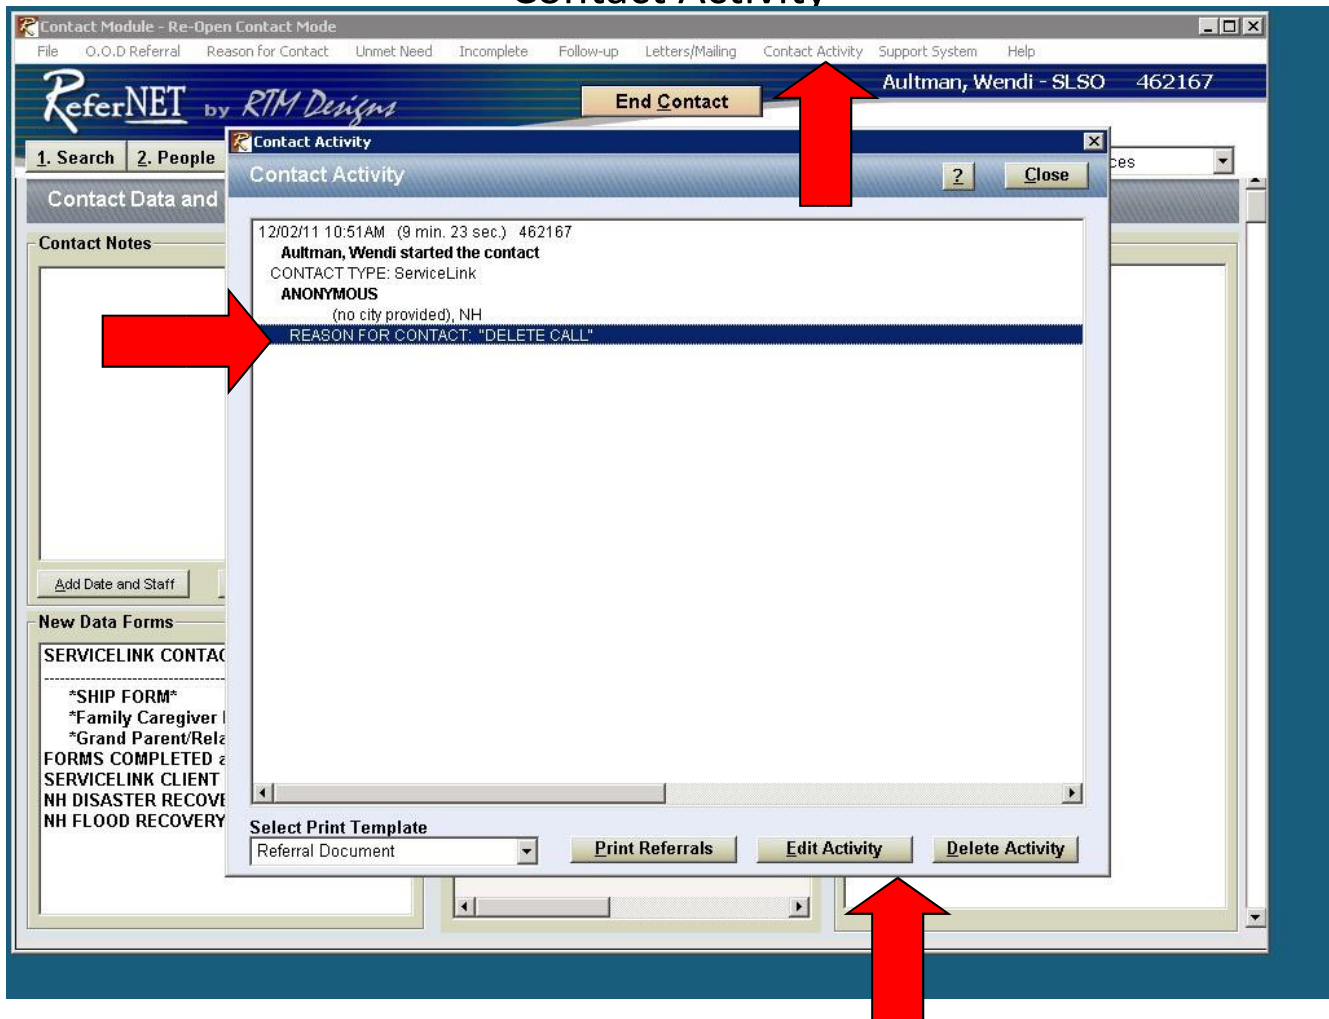 Contact Activity
Contact Module - Re-Open Contact Mode
File O.O.D Referral Reason for Contact Unmet Need Incomplete Follow-up Letters/Mailing Contact Activity Support System Help
ReferNET by RTM Designs
End Contact
Aultman, Wendi - SLSO 462167
1. Search 2. People
Contact Activity
Contact Activity
? Close
Contact Data and
Contact Notes
12/02/11 10:51AM (9 min. 23 sec.) 462167
Aultman, Wendi started the contact
CONTACT TYPE: ServiceLink
ANONYMOUS
(no city provided), NH
REASON FOR CONTACT: "DELETE CALL"
Add Date and Staff
New Data Forms
SERVICELINK
*SHIP FORM*
*Family Caregiver
*Grand
FORMS COMPLETED
SERVICELINK CLIENT
NH DISASTER
NH FLOOD RECOVERY
Select Print Template
Referral Document
Print Referrals Edit Activity Delete Activity